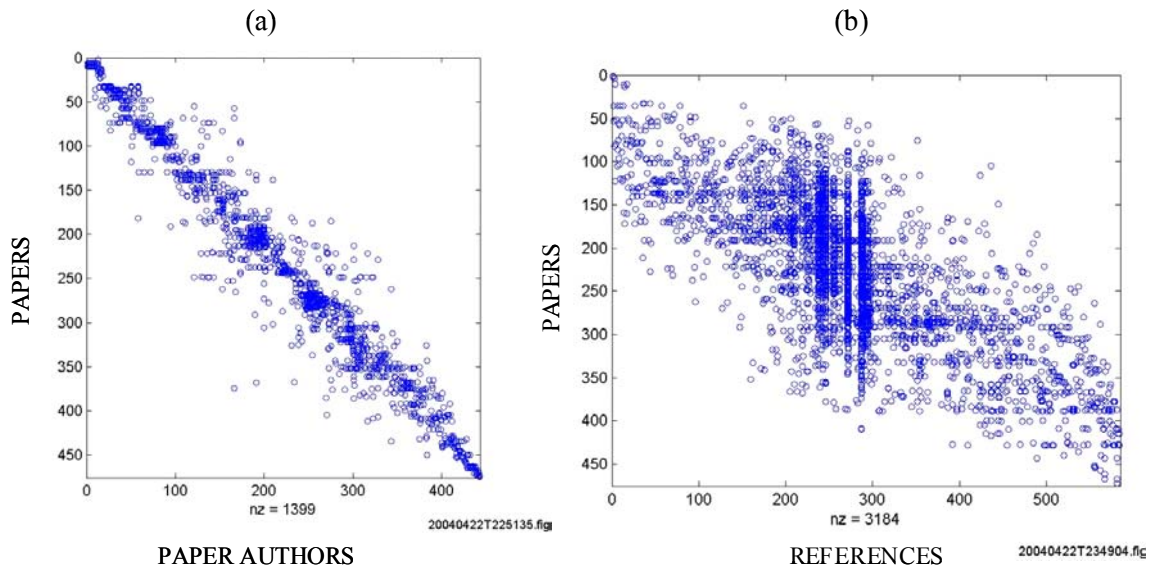 (a)
0
50
100
150
200
250
300
350
400
450
PAPERS
0 100 200 300 400
nz = 1399
20040422T225135.fig
PAPER AUTHORS
(b)
0
50
100
150
200
250
300
350
400
450
PAPERS
0 100 200 300 400 500
nz = 3184
20040422T234904.fig
REFERENCES